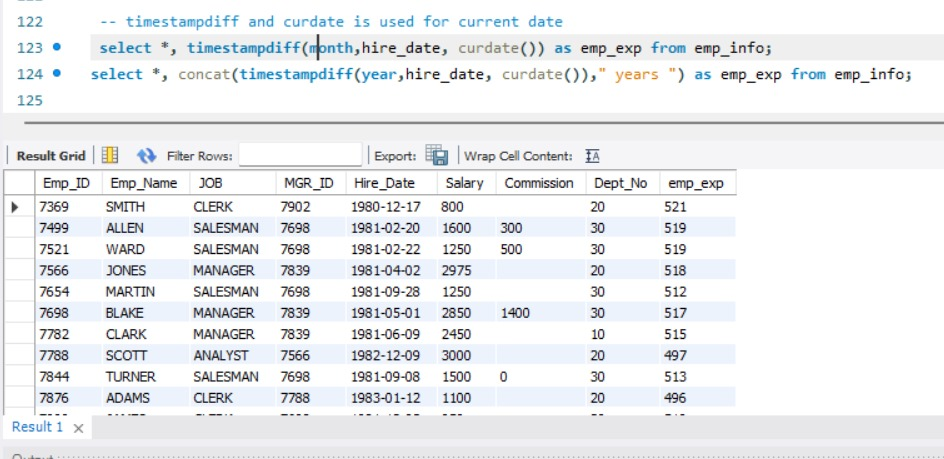 122 -- timestampdiff and curdate is used for current date
123 select *, timestampdiff(month,hire_date, curdate()) as emp_exp from emp_info;
124 select *, concat(timestampdiff(year,hire_date, curdate())," years ") as emp_exp from emp_info;
125
Result Grid Filter Rows: Export: Wrap Cell Content:
Emp_ID Emp_Name JOB MGR_ID Hire_Date Salary Commission Dept_No emp_exp
7369 SMITH CLERK 7902 1980-12-17 800 20 521
7499 ALLEN SALESMAN 7698 1981-02-20 1600 300 30 519
7521 WARD SALESMAN 7698 1981-02-22 1250 500 30 519
7566 JONES MANAGER 7839 1981-04-02 2975 20 518
7654 MARTIN SALESMAN 7698 1981-09-28 1250 30 512
7698 BLAKE MANAGER 7839 1981-05-01 2850 1400 30 517
7782 CLARK MANAGER 7839 1981-06-09 2450 10 515
7788 SCOTT ANALYST 7566 1982-12-09 3000 20 497
7844 TURNER SALESMAN 7698 1981-09-08 1500 0 30 513
7876 ADAMS CLERK 7788 1983-01-12 1100 20 496
Result 1